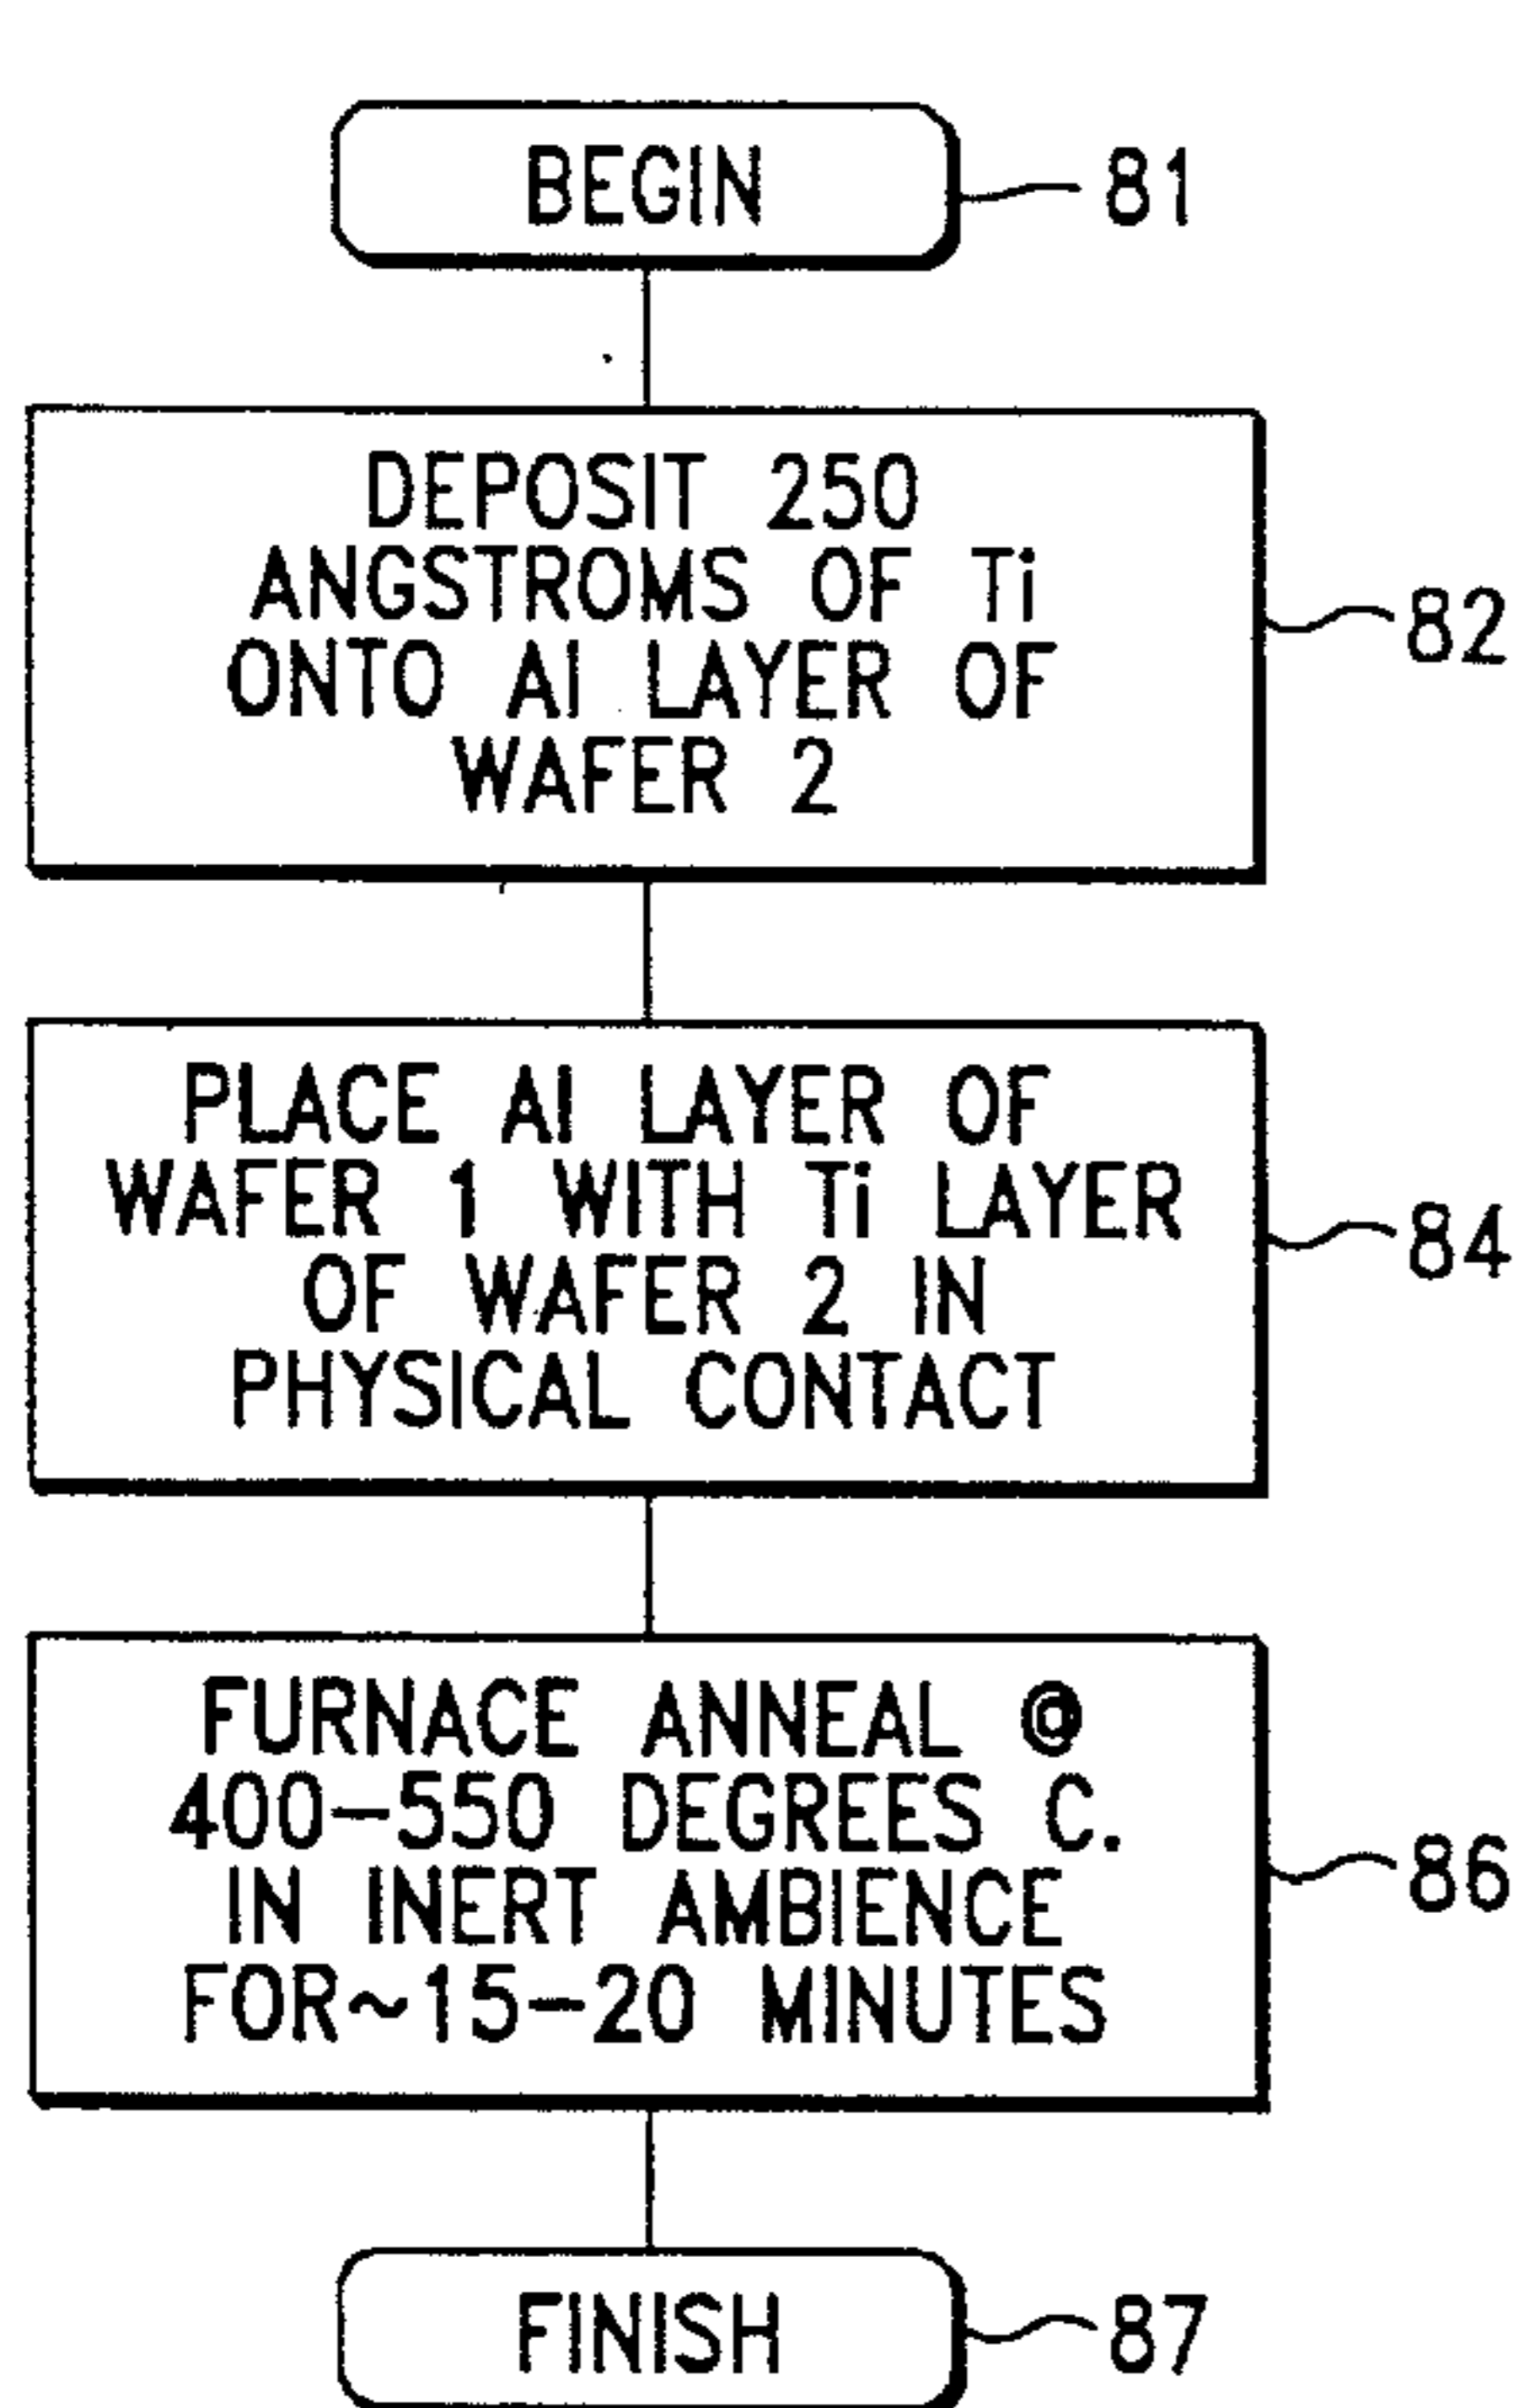 BEGIN
81
DEPOSIT 250
ANGSTROMS OF Ti
ONTO Al LAYER OF
WAFER 2
82
PLACE Al LAYER OF
WAFER 1 WITH Ti LAYER
OF WAFER 2 IN
PHYSICAL CONTACT
84
FURNACE ANNEAL @
400-550 DEGREES C.
IN INERT AMBIENCE
FOR~15-20 MINUTES
86
FINISH
87